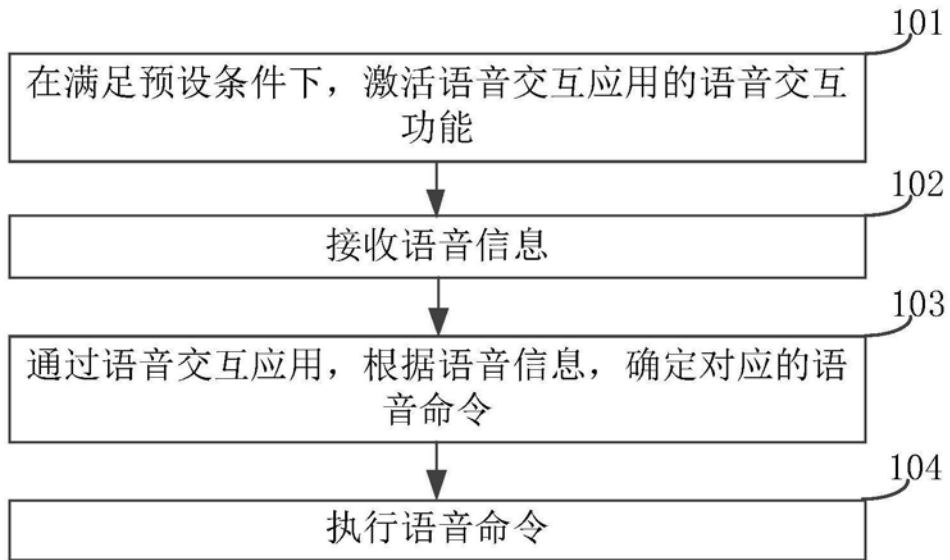 101
在满足预设条件下，激活语音交互应用的语音交互
功能
102
接收语音信息
103
通过语音交互应用，根据语音信息，确定对应的语
音命令
104
执行语音命令